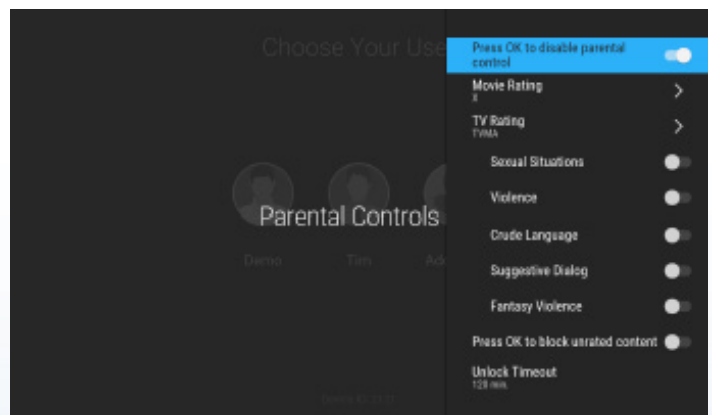 Choose Your Use
Parental Controls
Demo
Tim
Press OK to disable parental
control
Movie Rating
X
TV Rating
TVMA
Sexual Situations
Violence
Crude Language
Suggestive Dialog
Fantasy Violence
Press OK to block unrated content
Unlock Timeout
120 min.